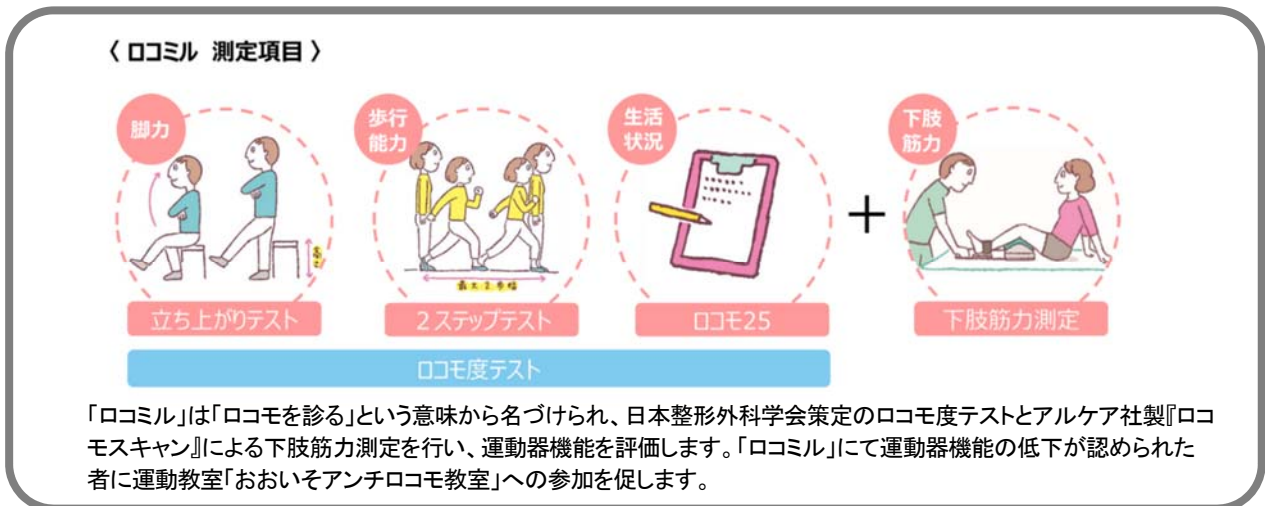 〈 ロコミル 測定項目 〉
脚力
歩行
能力
生活
状況
下肢
筋力
高さ
最大2歩幅
+
立ち上がりテスト
2ステップテスト
ロコモ25
下肢筋力測定
ロコモ度テスト
「ロコミル」は「ロコモを診る」という意味から名づけられ、日本整形外科学会策定のロコモ度テストとアルケア社製『ロコ
モスキャン』による下肢筋力測定を行い、運動器機能を評価します。「ロコミル」にて運動器機能の低下が認められた
者に運動教室「おおいそアンチロコモ教室」への参加を促します。